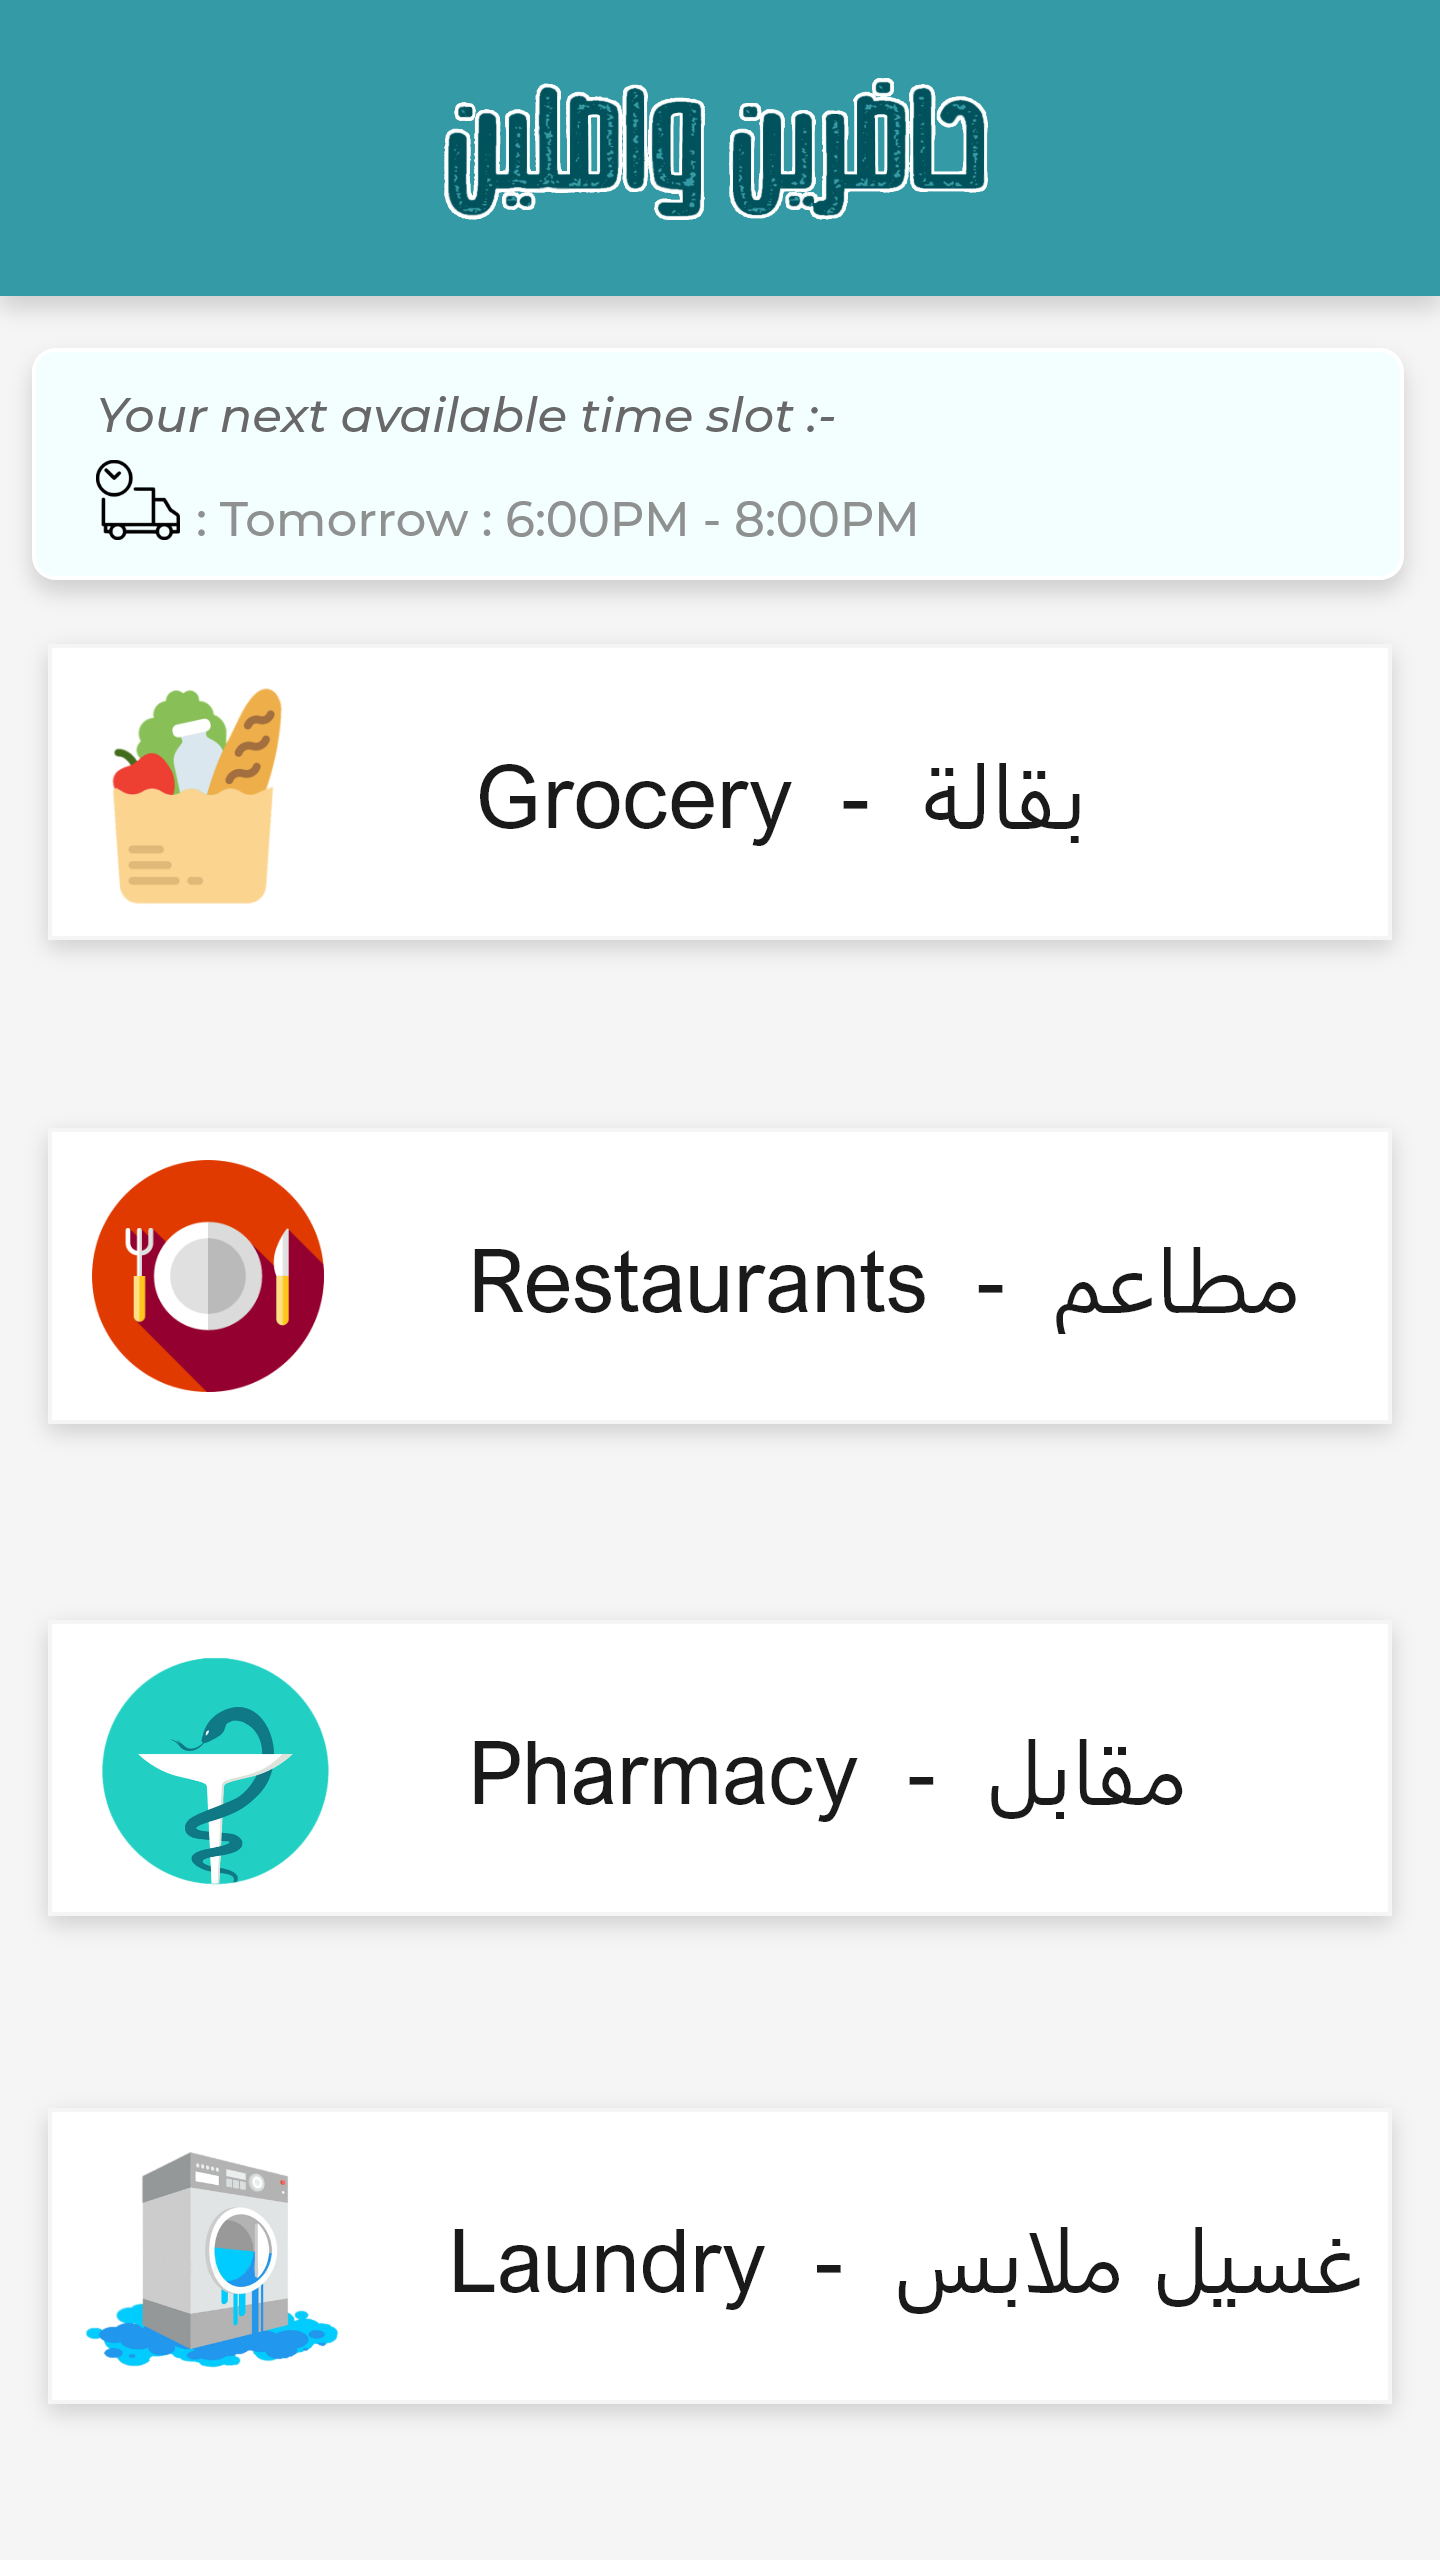 حافرين واصلين
Your next available time slot :-
: Tomorrow : 6:00PM - 8:00PM
Grocery - بقالة
Restaurants - مطاعم
Pharmacy - مقابل
Laundry - غسيل ملابس